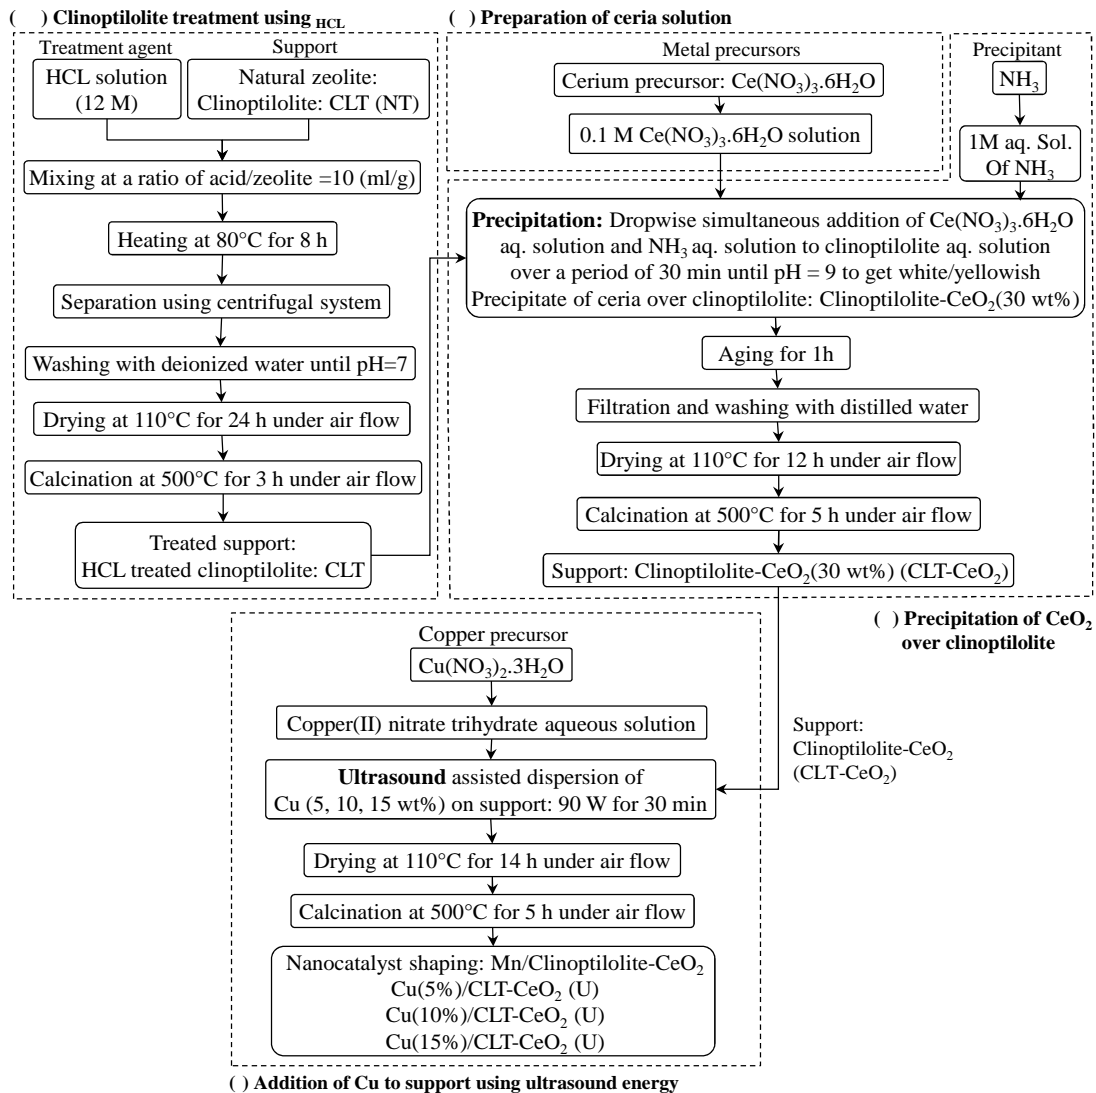 (    ) Clinoptilolite treatment using HCL
Treatment agent
Support
HCL solution
(12 M)
Natural zeolite:
Clinoptilolite: CLT (NT)
Mixing at a ratio of acid/zeolite =10 (ml/g)
Heating at 80°C for 8 h
Separation using centrifugal system
Washing with deionized water until pH=7
Drying at 110°C for 24 h under air flow
Calcination at 500°C for 3 h under air flow
Treated support:
HCL treated clinoptilolite: CLT
(  ) Preparation of ceria solution
Metal precursors
Cerium precursor: Ce(NO₃)₃.6H₂O
0.1 M Ce(NO₃)₃.6H₂O solution
Precipitant
NH₃
1M aq. Sol.
Of NH₃
Precipitation: Dropwise simultaneous addition of Ce(NO₃)₃.6H₂O
aq. solution and NH₃ aq. solution to clinoptilolite aq. solution
over a period of 30 min until pH = 9 to get white/yellowish
Precipitate of ceria over clinoptilolite: Clinoptilolite-CeO₂(30 wt%)
Aging for 1h
Filtration and washing with distilled water
Drying at 110°C for 12 h under air flow
Calcination at 500°C for 5 h under air flow
Support: Clinoptilolite-CeO₂(30 wt%) (CLT-CeO₂)
(  ) Precipitation of CeO₂
over clinoptilolite
Support:
Clinoptilolite-CeO₂
(CLT-CeO₂)
Copper precursor
Cu(NO₃)₂.3H₂O
Copper(II) nitrate trihydrate aqueous solution
Ultrasound assisted dispersion of
Cu (5, 10, 15 wt%) on support: 90 W for 30 min
Drying at 110°C for 14 h under air flow
Calcination at 500°C for 5 h under air flow
Nanocatalyst shaping: Mn/Clinoptilolite-CeO₂
Cu(5%)/CLT-CeO₂ (U)
Cu(10%)/CLT-CeO₂ (U)
Cu(15%)/CLT-CeO₂ (U)
( ) Addition of Cu to support using ultrasound energy